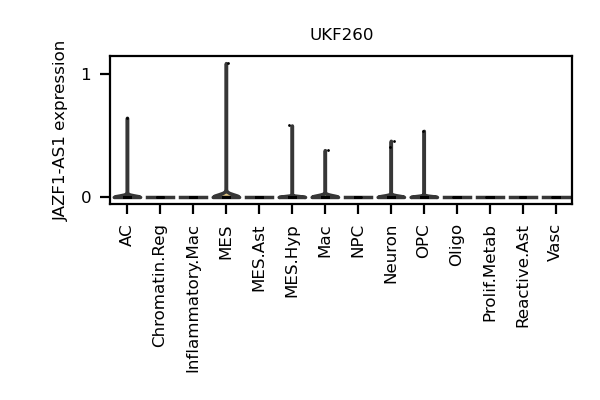 UKF260
JAZF1-AS1 expression
1
0
AC
Chromatin.Reg
Inflammatory.Mac
MES
MES.Ast
MES.Hyp
Mac
NPC
Neuron
OPC
Oligo
Prolif.Metab
Reactive.Ast
Vasc